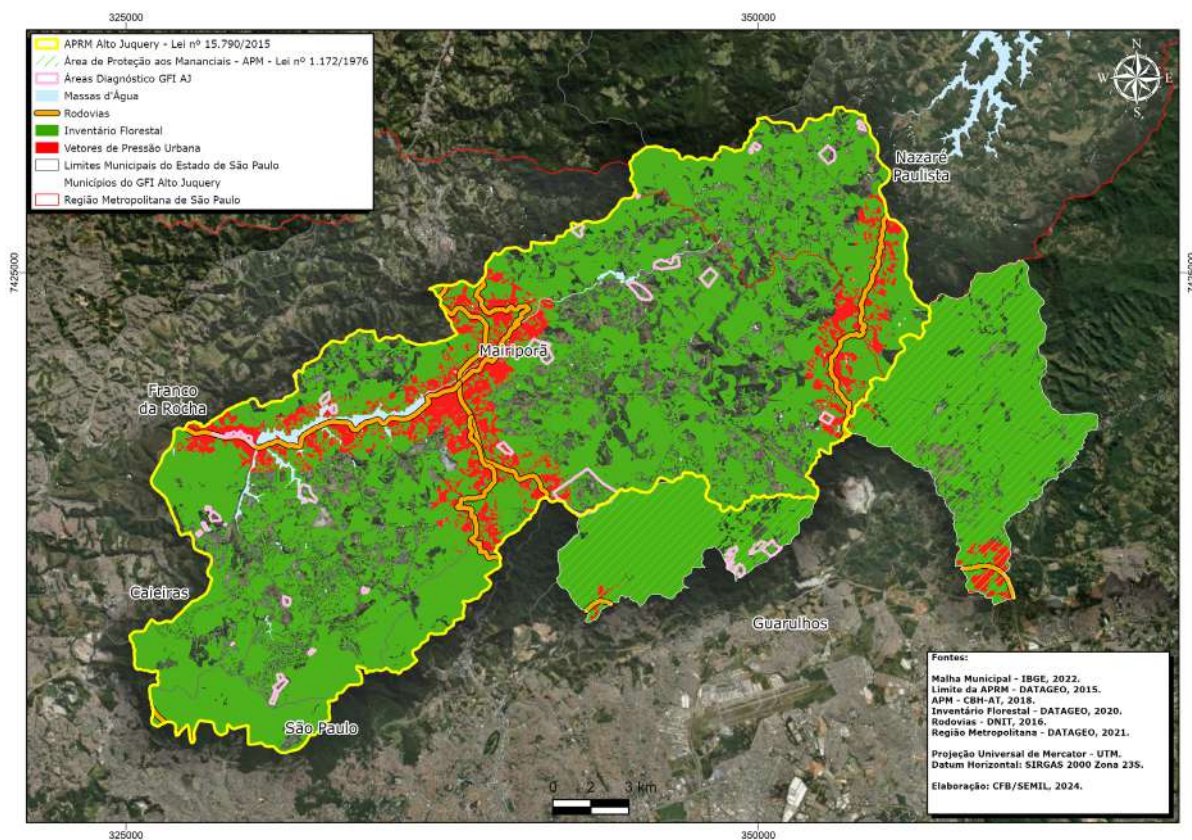 325000
350000
APRM Alto Juquery - Lei nº 15.790/2015
Área de Proteção aos Mananciais - APM - Lei nº 1.172/1976
Áreas Diagnóstico GFI AJ
Massas d'Água
Rodovias
Inventário Florestal
Vetores de Pressão Urbana
Limites Municipais do Estado de São Paulo
Municípios do GFI Alto Juquery
Região Metropolitana de São Paulo
N
W
E
S
Nazaré
Paulista
7425000
7425000
Mairiporã
Franco
da Rocha
Caieiras
Guarulhos
São Paulo
Fontes:
Malha Municipal - IBGE, 2022.
Limite da APRM - DATAGEO, 2015.
APM - CBH-AT, 2018.
Inventário Florestal - DATAGEO, 2020.
Rodovias - DNIT, 2016.
Região Metropolitana - DATAGEO, 2021.
Projeção Universal de Mercator - UTM.
Datum Horizontal: SIRGAS 2000 Zona 23S.
Elaboração: CFB/SEMIL, 2024.
0 2 3 km
325000
350000